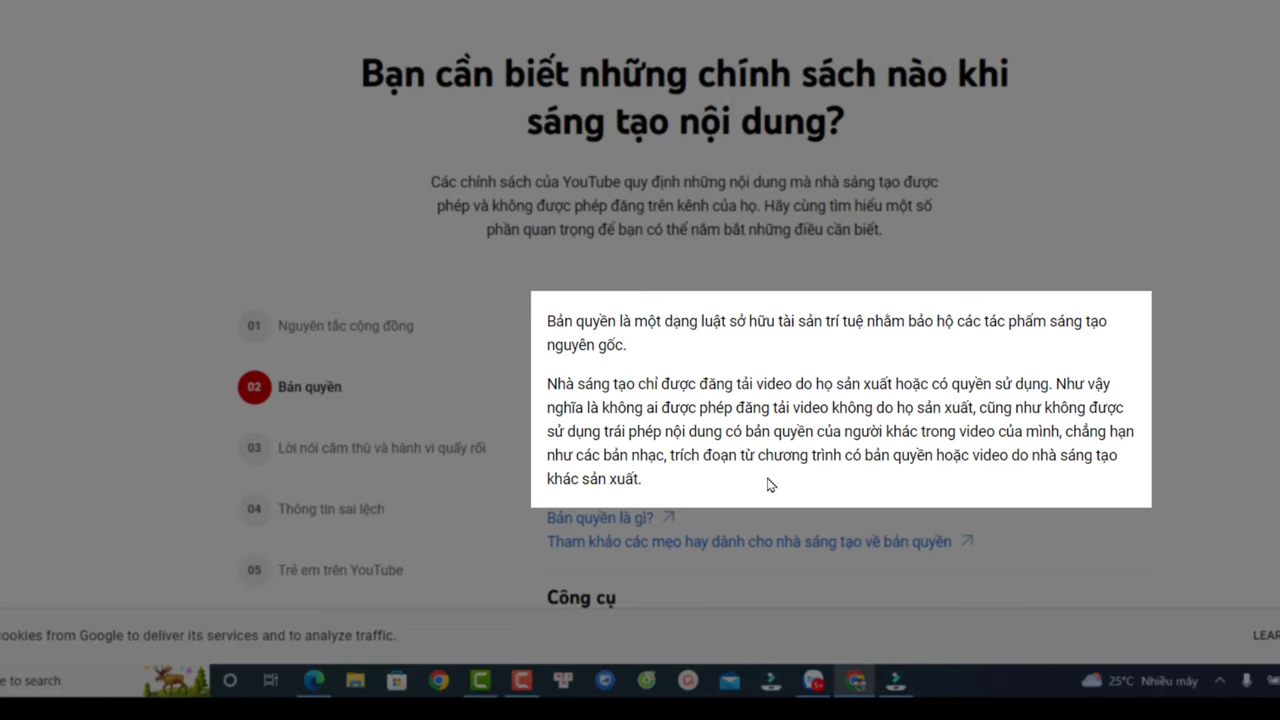 Bạn cần biết những chính sách nào khi
sáng tạo nội dung?
Các chính sách của YouTube quy định những nội dung mà nhà sáng tạo được
phép và không được phép đăng trên kênh của họ. Hãy cùng tìm hiểu một số
phần quan trọng để bạn có thể nắm bắt những điều cần biết.
01 Nguyên tắc cộng đồng
02 Bản quyền
03 Lời nói căm thù và hành vi quấy rối
04 Thông tin sai lệch
05 Trẻ em trên YouTube
Bản quyền là một dạng luật sở hữu tài sản trí tuệ nhằm bảo hộ các tác phẩm sáng tạo
nguyên gốc.
Nhà sáng tạo chỉ được đăng tải video do họ sản xuất hoặc có quyền sử dụng. Như vậy
nghĩa là không ai được phép đăng tải video không do họ sản xuất, cũng như không được
sử dụng trái phép nội dung có bản quyền của người khác trong video của mình, chẳng hạn
như các bản nhạc, trích đoạn từ chương trình có bản quyền hoặc video do nhà sáng tạo
khác sản xuất.
Bản quyền là gì?
Tham khảo các mẹo hay dành cho nhà sáng tạo về bản quyền
Công cụ
ookies from Google to deliver its services and to analyze traffic.
LEAR
e to search
25°C Nhiều mây